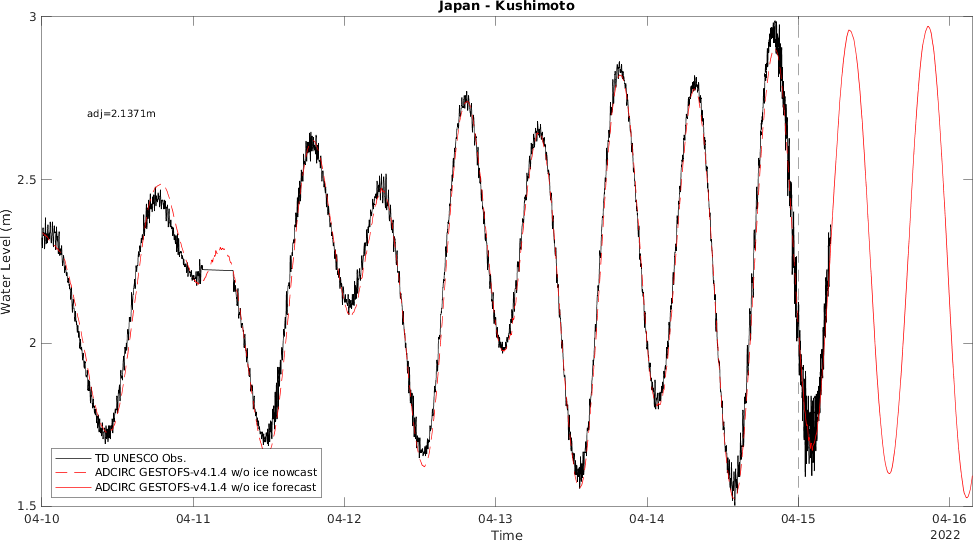 Japan - Kushimoto
3
adj=2.1371m
2.5
Water Level (m)
2
TD UNESCO Obs.
ADCIRC GESTOFS-v4.1.4 w/o ice nowcast
ADCIRC GESTOFS-v4.1.4 w/o ice forecast
1.5
04-10 04-11 04-12 04-13 04-14 04-15 04-16
Time 2022